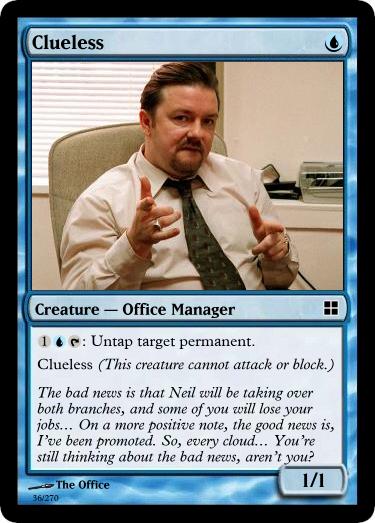 Clueless
Creature — Office Manager
1 : Untap target permanent.
Clueless (This creature cannot attack or block.)
The bad news is that Neil will be taking over
both branches, and some of you will lose your
jobs… On a more positive note, the good news is,
I've been promoted. So, every cloud… You're
still thinking about the bad news, aren't you?
1/1
The Office
36/270